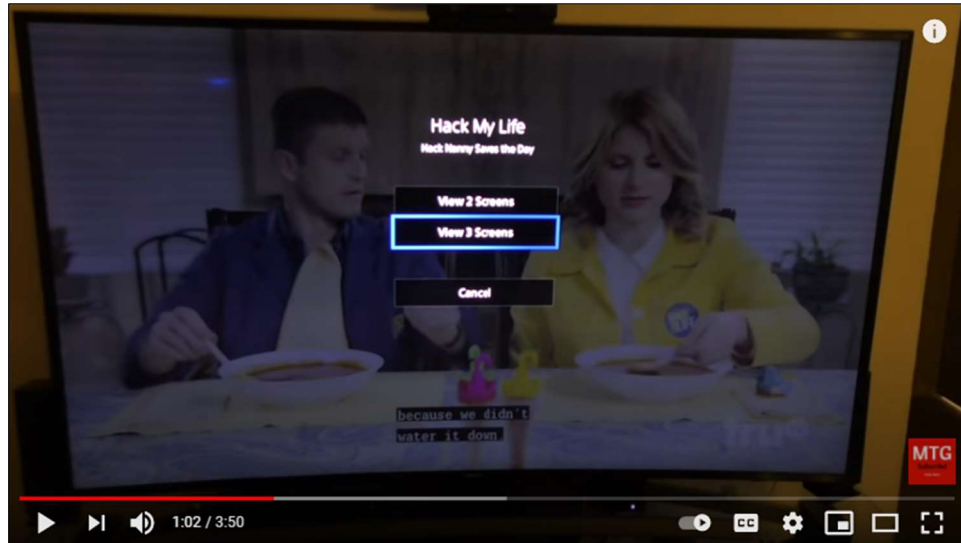 Hack My Life
Hack Nanny Saves the Day
View 2 Screens
View 3 Screens
Cancel
because we didn't
water it down.
tru
MTG
1:02 / 3:50
CC